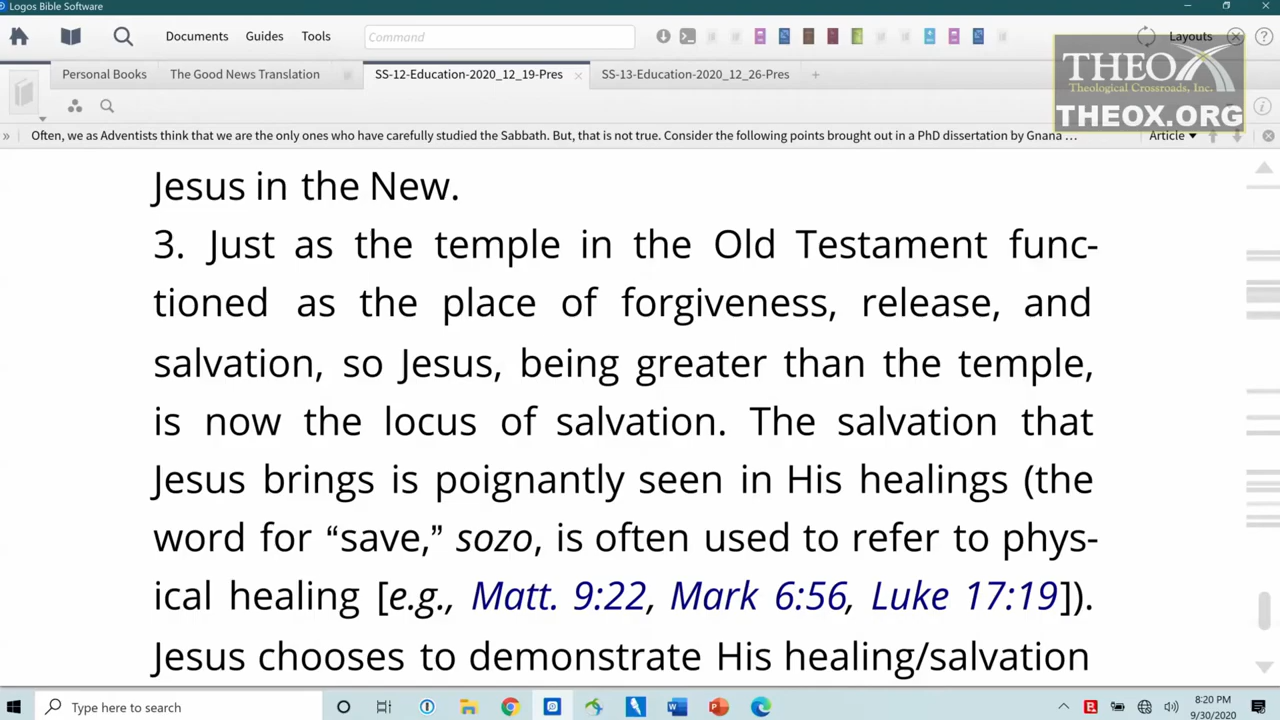 Logos Bible Software
Documents Guides Tools Command Layouts
Personal Books The Good News Translation SS-12-Education-2020_12_19-Pres SS-13-Education-2020_12_26-Pres
THEOX
Theological Crossroads, Inc.
THEOX.ORG
Often, we as Adventists think that we are the only ones who have carefully studied the Sabbath. But, that is not true. Consider the following points brought out in a PhD dissertation by Gnana … Article
Jesus in the New.
3. Just as the temple in the Old Testament func-
tioned as the place of forgiveness, release, and
salvation, so Jesus, being greater than the temple,
is now the locus of salvation. The salvation that
Jesus brings is poignantly seen in His healings (the
word for “save,” sozo, is often used to refer to phys-
ical healing [e.g., Matt. 9:22, Mark 6:56, Luke 17:19]).
Jesus chooses to demonstrate His healing/salvation
Type here to search
8:20 PM
9/30/2020